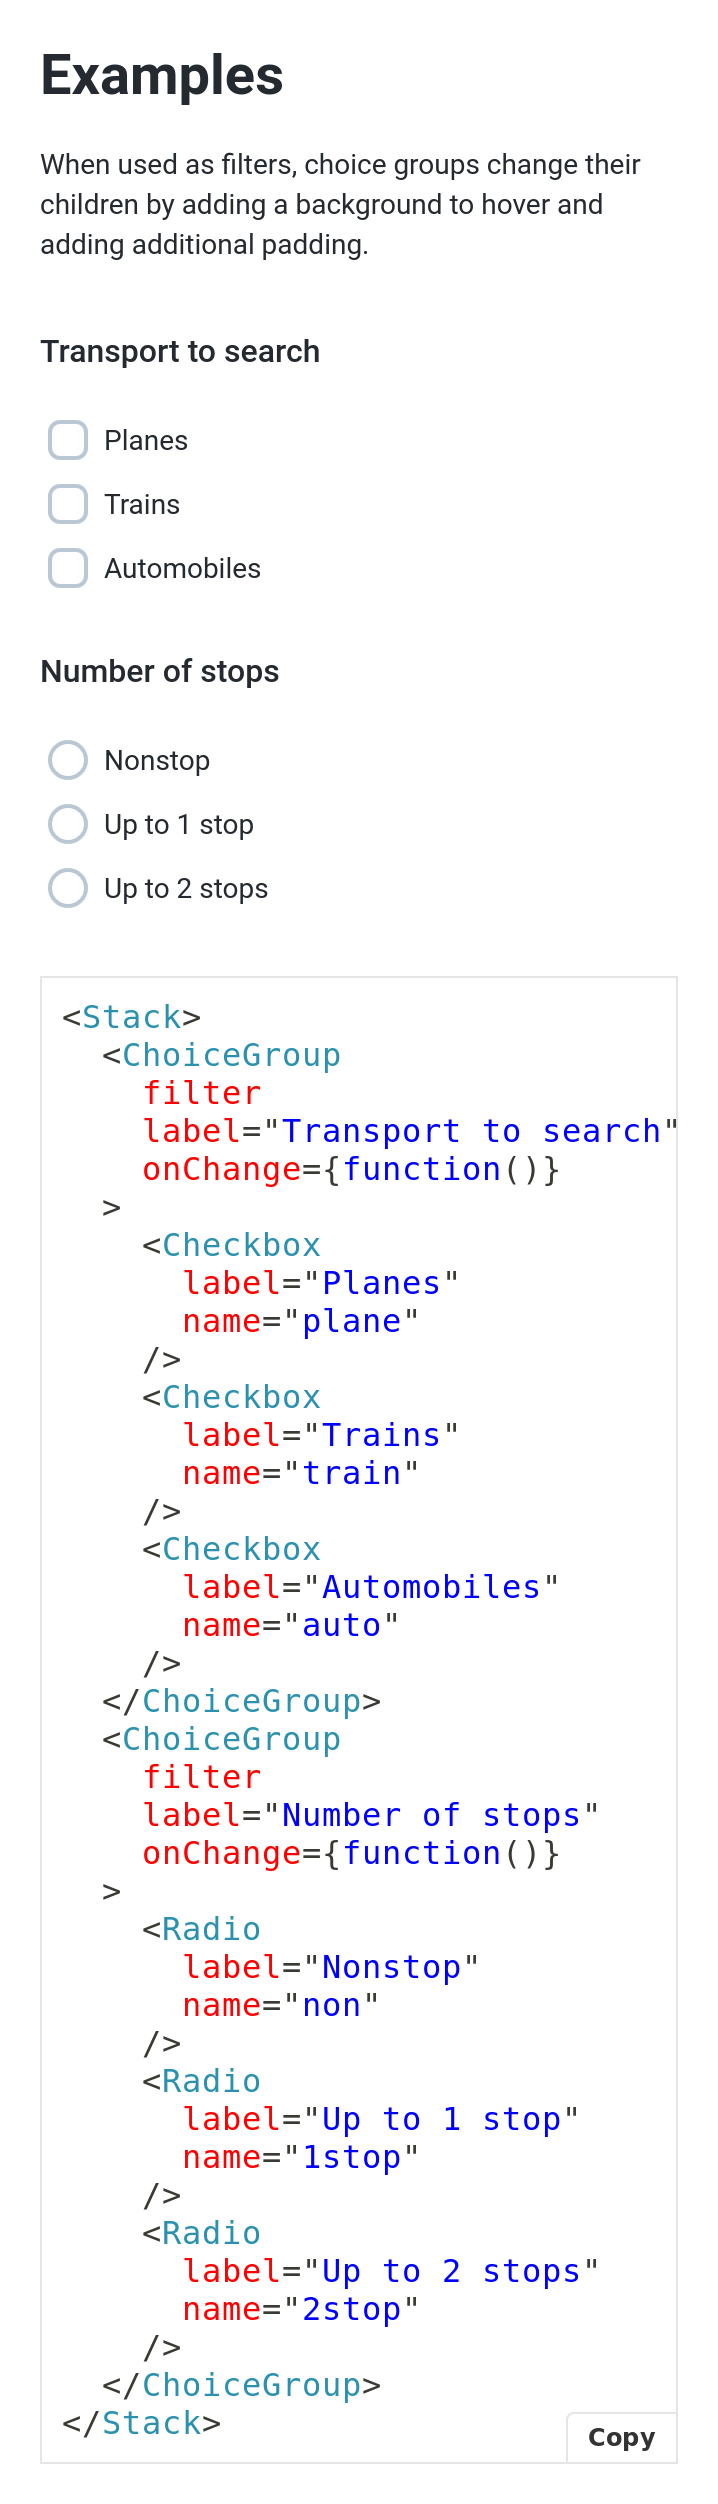 Examples
When used as filters, choice groups change their
children by adding a background to hover and
adding additional padding.
Transport to search
Planes
Trains
Automobiles
Number of stops
Nonstop
Up to 1 stop
Up to 2 stops
<Stack>
  <ChoiceGroup
    filter
    label="Transport to search"
    onChange={function()}
  >
    <Checkbox
      label="Planes"
      name="plane"
    />
    <Checkbox
      label="Trains"
      name="train"
    />
    <Checkbox
      label="Automobiles"
      name="auto"
    />
  </ChoiceGroup>
  <ChoiceGroup
    filter
    label="Number of stops"
    onChange={function()}
  >
    <Radio
      label="Nonstop"
      name="non"
    />
    <Radio
      label="Up to 1 stop"
      name="1stop"
    />
    <Radio
      label="Up to 2 stops"
      name="2stop"
    />
  </ChoiceGroup>
</Stack>
Copy